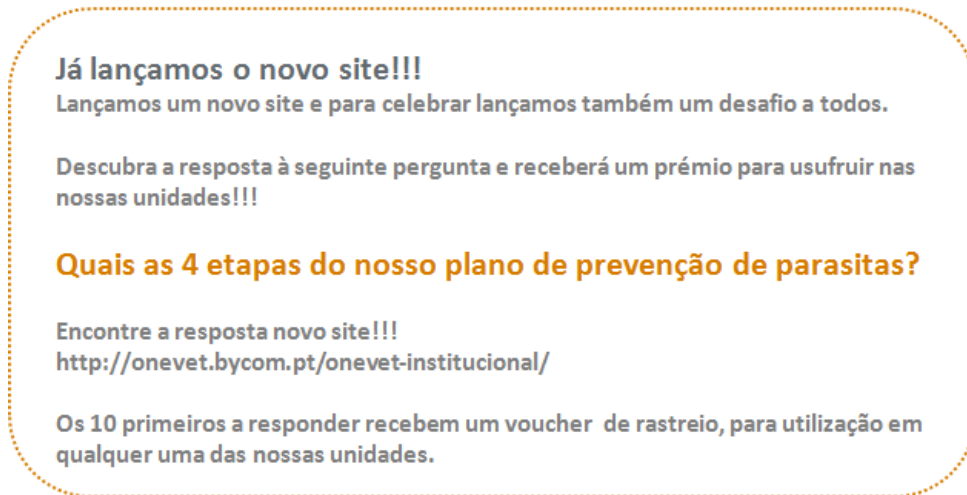 Já lançamos o novo site!!!
Lançamos um novo site e para celebrar lançamos também um desafio a todos.
Descubra a resposta à seguinte pergunta e receberá um prémio para usufruir nas
nossas unidades!!!
Quais as 4 etapas do nosso plano de prevenção de parasitas?
Encontre a resposta novo site!!!
http://onevet.bycom.pt/onevet-institucional/
Os 10 primeiros a responder recebem um voucher  de rastreio, para utilização em
qualquer uma das nossas unidades.